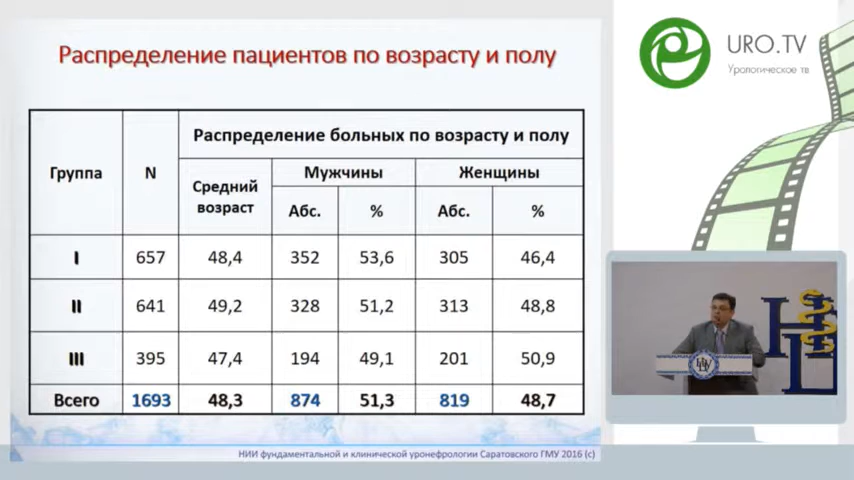 Распределение пациентов по возрасту и полу
URO.TV
Урологическое тв
Распределение больных по возрасту и полу
Группа
N
Средний
возраст
Мужчины
Женщины
Абс.
%
Абс.
%
I 657 48,4 352 53,6 305 46,4
II 641 49,2 328 51,2 313 48,8
III 395 47,4 194 49,1 201 50,9
Всего 1693 48,3 874 51,3 819 48,7
НИИ фундаментальной и клинической уронефрологии Саратовского ГМУ 2016 (с)